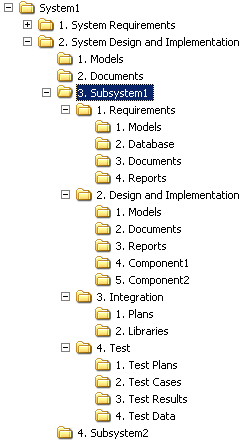 System1
1. System Requirements
2. System Design and Implementation
1. Models
2. Documents
3. Subsystem1
1. Requirements
1. Models
2. Database
3. Documents
4. Reports
2. Design and Implementation
1. Models
2. Documents
3. Reports
4. Component1
5. Component2
3. Integration
1. Plans
2. Libraries
4. Test
1. Test Plans
2. Test Cases
3. Test Results
4. Test Data
4. Subsystem2